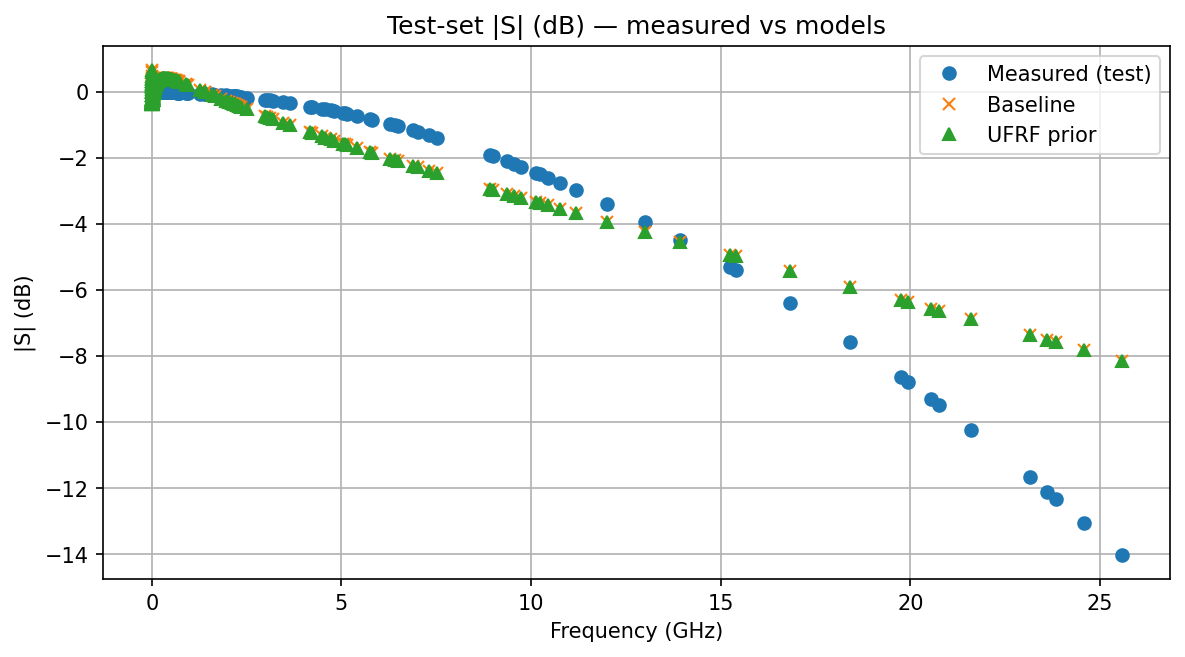 Test-set |S| (dB) — measured vs models
Measured (test)
Baseline
UFRF prior
|S| (dB)
0
−2
−4
−6
−8
−10
−12
−14
0 5 10 15 20 25
Frequency (GHz)